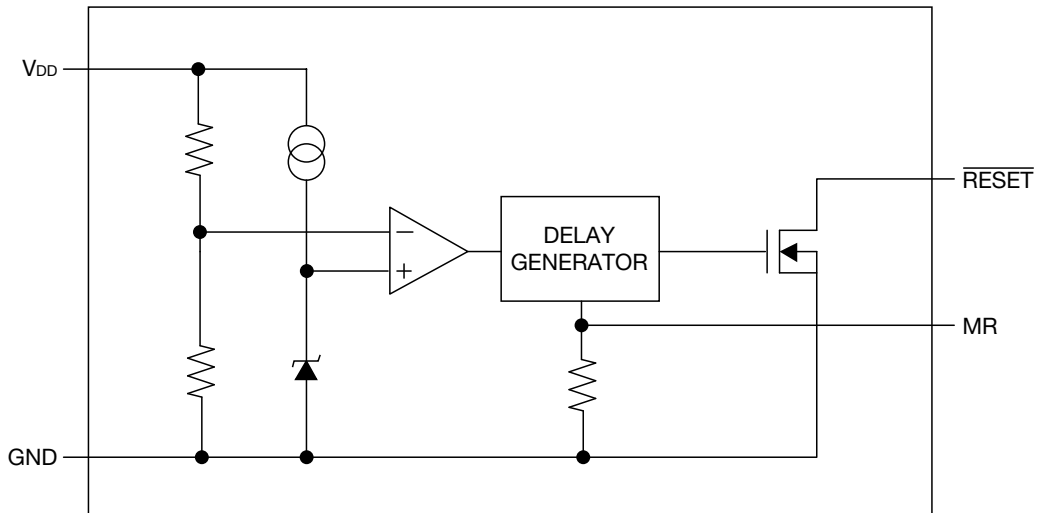 VDD
RESET
DELAY
GENERATOR
−
+
MR
GND